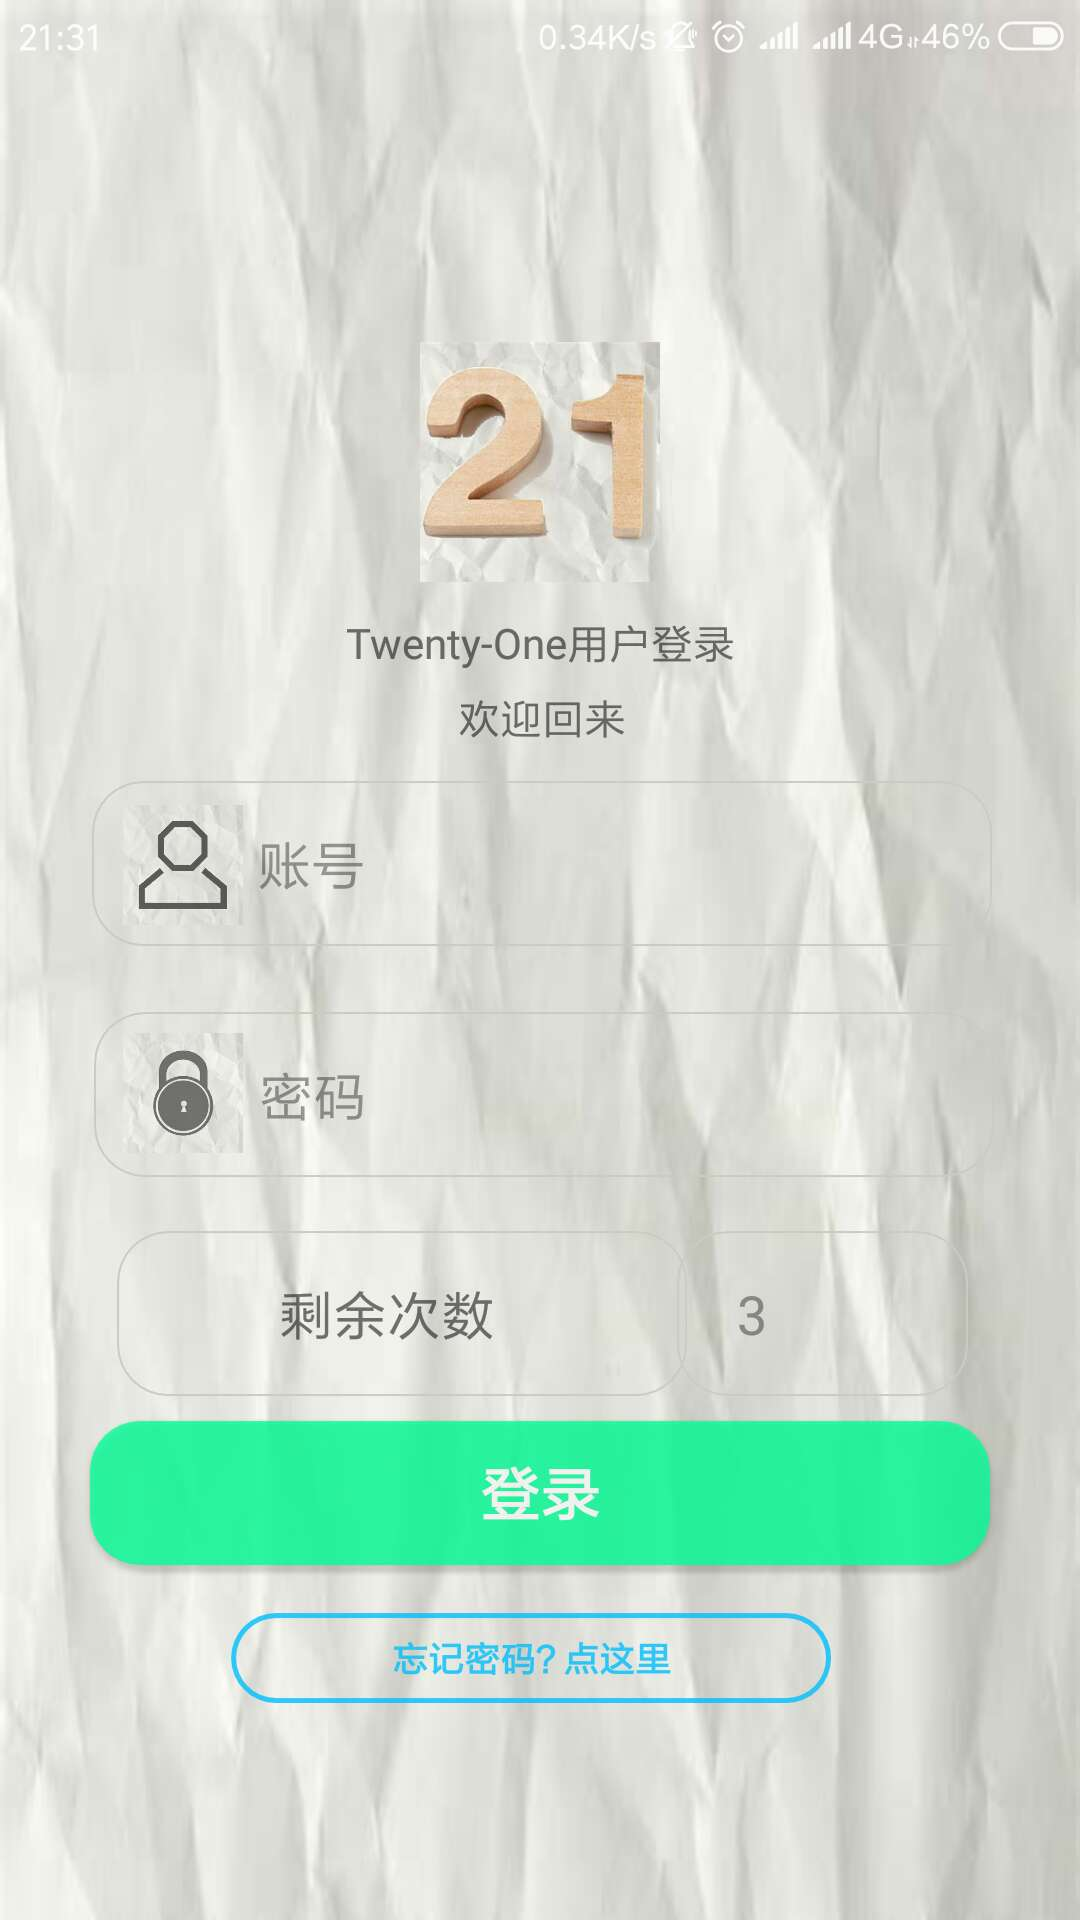 21:31 0.34K/s 4G 46%
21
Twenty-One用户登录
欢迎回来
账号
密码
剩余次数 3
登录
忘记密码? 点这里